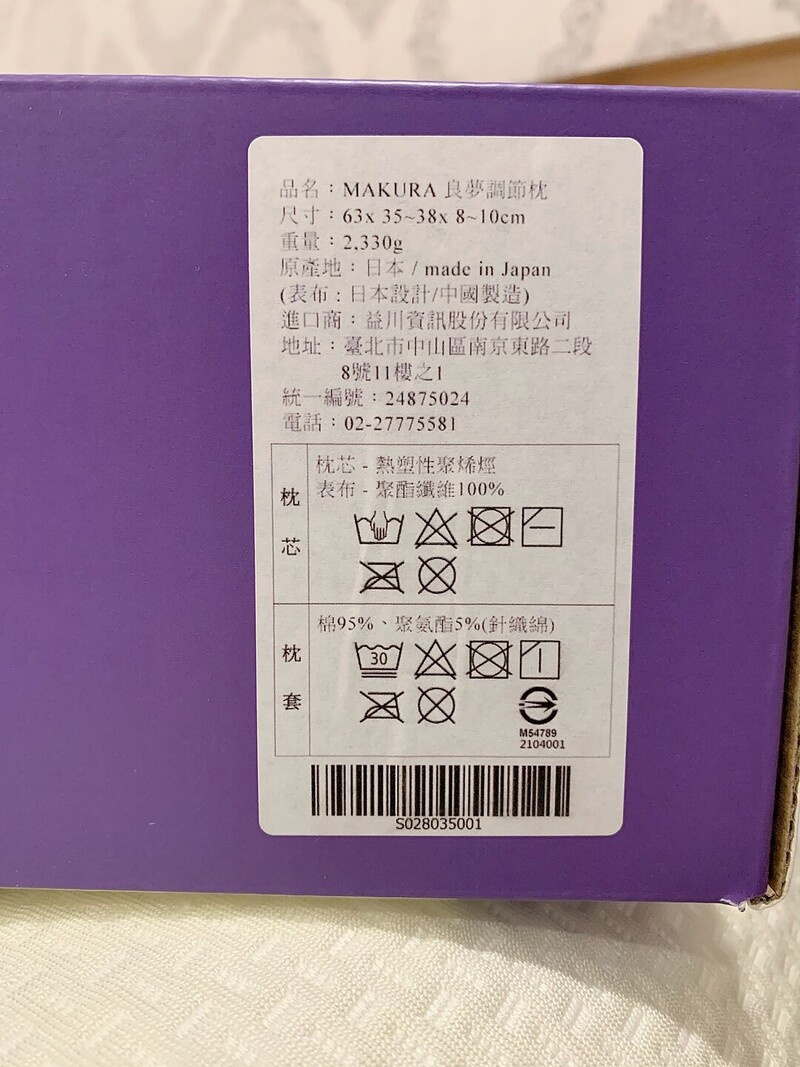 品名：MAKURA 良夢調節枕
尺寸：63x 35~38x 8~10cm
重量：2,330g
原產地：日本 / made in Japan
(表布：日本設計/中國製造)
進口商：益川資訊股份有限公司
地址：臺北市中山區南京東路二段
8號11樓之1
統一編號：24875024
電話：02-27775581
枕芯
枕芯 - 熱塑性聚烯烴
表布 - 聚酯纖維100%
枕套
棉95%、聚氨酯5%(針織綿)
30
M54789
2104001
S028035001